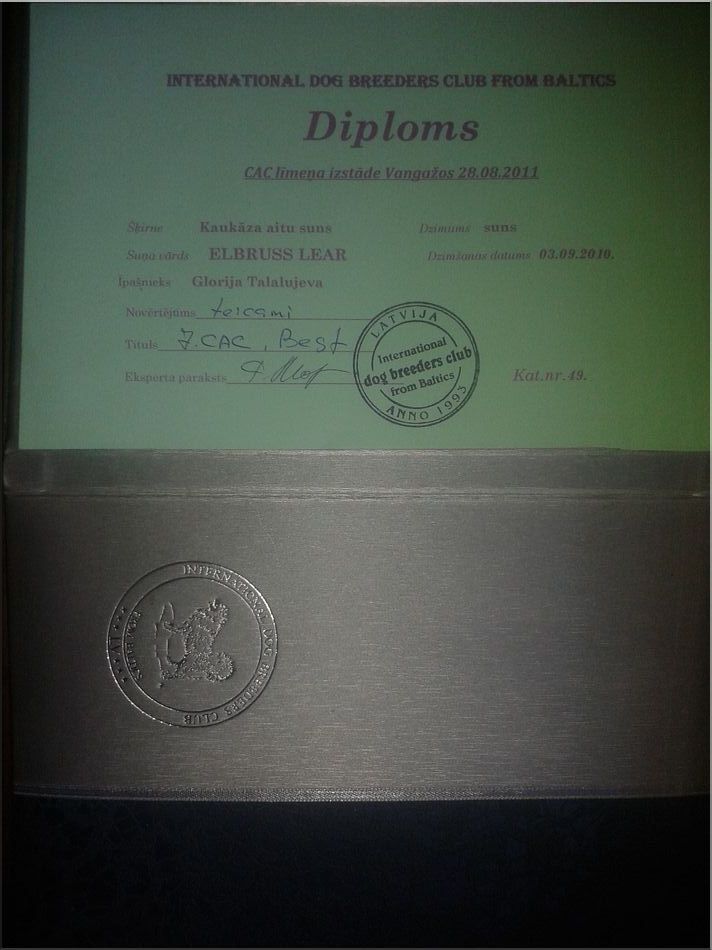 INTERNATIONAL DOG BREEDERS CLUB FROM BALTICS
Diploms
CAC līmeņa izstāde Vangažos 28.08.2011
Šķirne Kaukāza aitu suns Dzimums suns
Suņa vārds ELBRUSS LEAR Dzimšanas datums 03.09.2010.
Īpašnieks Glorija Talalujeva
Novērtējums teicami
Tituls 7.CAC, Best
Eksperta paraksts
LATVIJA
International
dog breeders club
from Baltics
ANNO 1993
Kat.nr.49.
INTERNATIONAL DOG BREEDERS CLUB